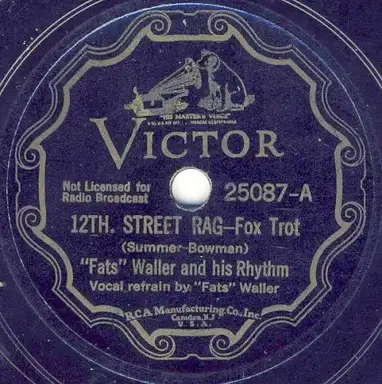 "HIS MASTER'S VOICE"
VICTOR
Not Licensed for
Radio Broadcast
25087-A
12TH. STREET RAG—Fox Trot
(Summer-Bowman)
"Fats" Waller and his Rhythm
Vocal refrain by "Fats" Waller
RCA Manufacturing Co., Inc.
Camden, N.J.
U.S.A.